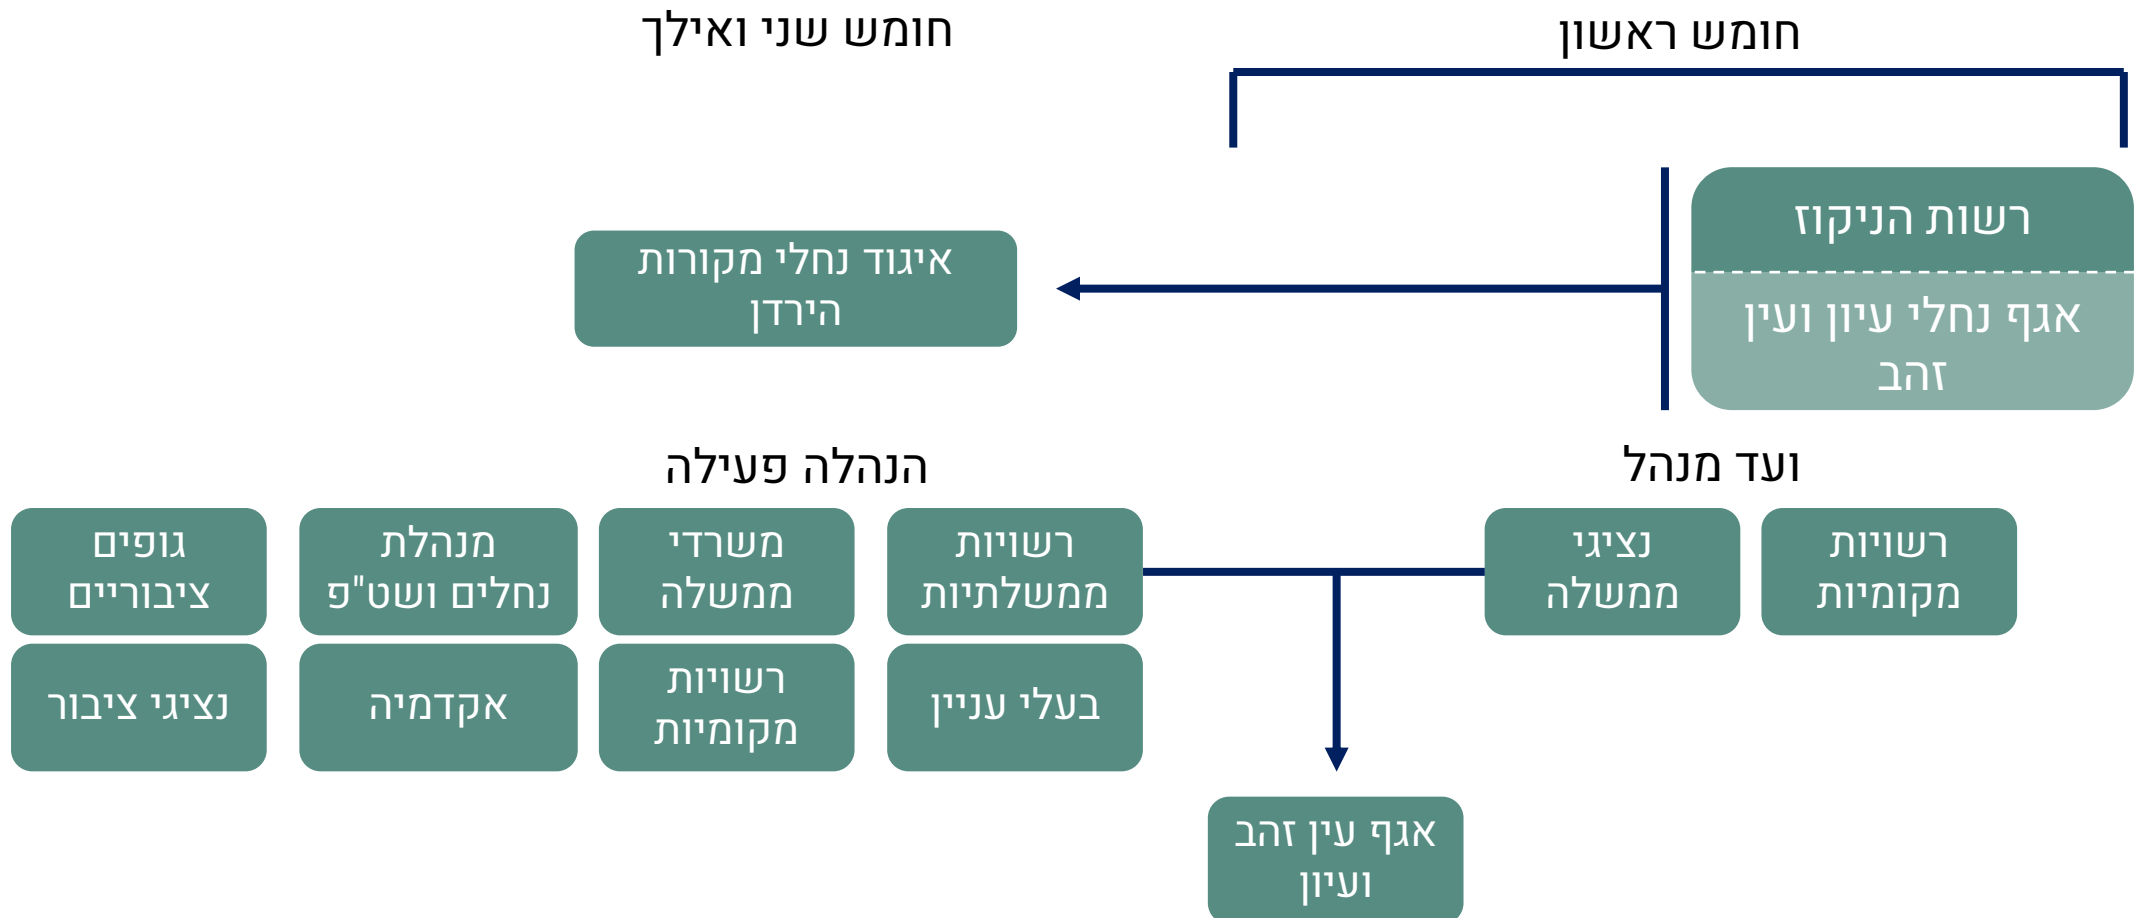 חומש ראשון
חומש שני ואילך
רשות הניקוז
אגף נחלי עיון ועין
זהב
איגוד נחלי מקורות
הירדן
ועד מנהל
הנהלה פעילה
רשויות
מקומיות
נציגי
ממשלה
רשויות
ממשלתיות
משרדי
ממשלה
מנהלת
נחלים ושט"פ
גופים
ציבוריים
בעלי עניין
רשויות
מקומיות
אקדמיה
נציגי ציבור
אגף עין זהב
ועיון